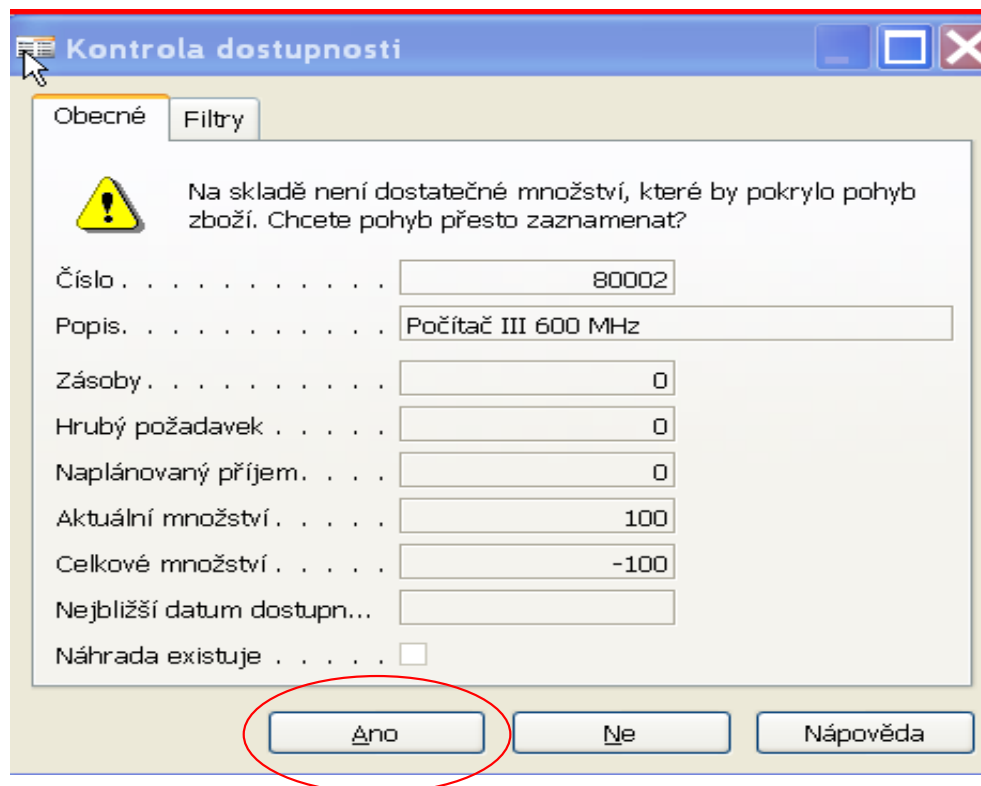 Kontrola dostupnosti
Obecné Filtry
Na skladě není dostatečné množství, které by pokrylo pohyb
zboží. Chcete pohyb přesto zaznamenat?
Číslo . . . . . . . . . . . 80002
Popis. . . . . . . . . . . Počítač III 600 MHz
Zásoby . . . . . . . . . . 0
Hrubý požadavek . . . . . 0
Naplánovaný příjem. . . . 0
Aktuální množství . . . . . 100
Celkové množství . . . . . -100
Nejbližší datum dostupn...
Náhrada existuje . . . . .
Ano Ne Nápověda